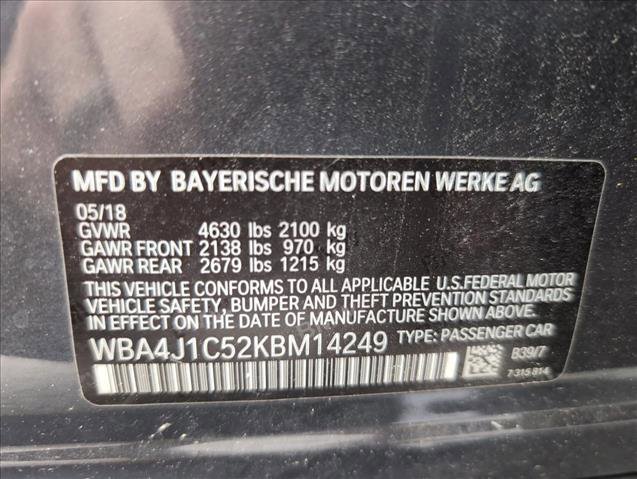 MFD BY BAYERISCHE MOTOREN WERKE AG
05/18
GVWR 4630 lbs 2100 kg
GAWR FRONT 2138 lbs 970 kg
GAWR REAR 2679 lbs 1215 kg
THIS VEHICLE CONFORMS TO ALL APPLICABLE U.S.FEDERAL MOTOR
VEHICLE SAFETY, BUMPER AND THEFT PREVENTION STANDARDS
IN EFFECT ON THE DATE OF MANUFACTURE SHOWN ABOVE.
WBA4J1C52KBM14249 TYPE: PASSENGER CAR
B39/7
7 315 814